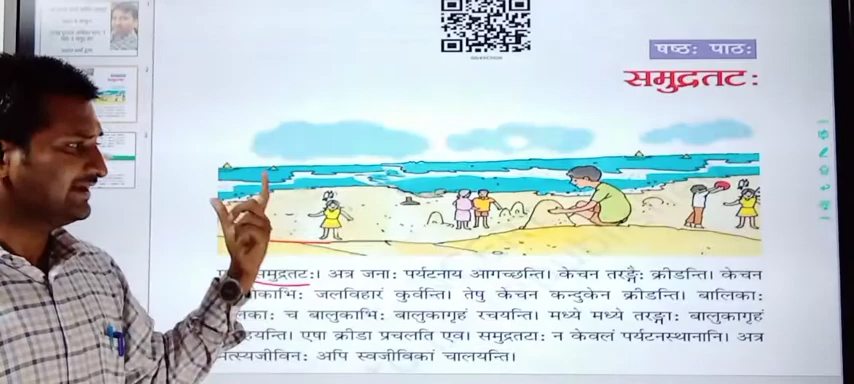 षष्ठः पाठः
समुद्रतटः
समुद्रतटः। अत्र जनाः पर्यटनाय आगच्छन्ति। केचन तरङ्गैः क्रीडन्ति। केचन
जलविहारं कुर्वन्ति। तेषु केचन कन्दुकेन क्रीडन्ति। बालिकाः
च बालुकाभिः बालुकागृहं रचयन्ति। मध्ये मध्ये तरङ्गाः बालुकागृहं
एषा क्रीडा प्रचलति एव। समुद्रतटाः न केवलं पर्यटनस्थानानि। अत्र
मत्स्यजीविनः अपि स्वजीविकां चालयन्ति।